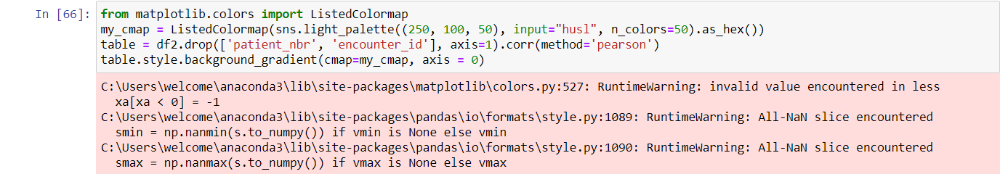 In [66]: from matplotlib.colors import ListedColormap
my_cmap = ListedColormap(sns.light_palette((250, 100, 50), input="husl", n_colors=50).as_hex())
table = df2.drop(['patient_nbr', 'encounter_id'], axis=1).corr(method='pearson')
table.style.background_gradient(cmap=my_cmap, axis = 0)
C:\Users\welcome\anaconda3\lib\site-packages\matplotlib\colors.py:527: RuntimeWarning: invalid value encountered in less
  xa[xa < 0] = -1
C:\Users\welcome\anaconda3\lib\site-packages\pandas\io\formats\style.py:1089: RuntimeWarning: All-NaN slice encountered
  smin = np.nanmin(s.to_numpy()) if vmin is None else vmin
C:\Users\welcome\anaconda3\lib\site-packages\pandas\io\formats\style.py:1090: RuntimeWarning: All-NaN slice encountered
  smax = np.nanmax(s.to_numpy()) if vmax is None else vmax